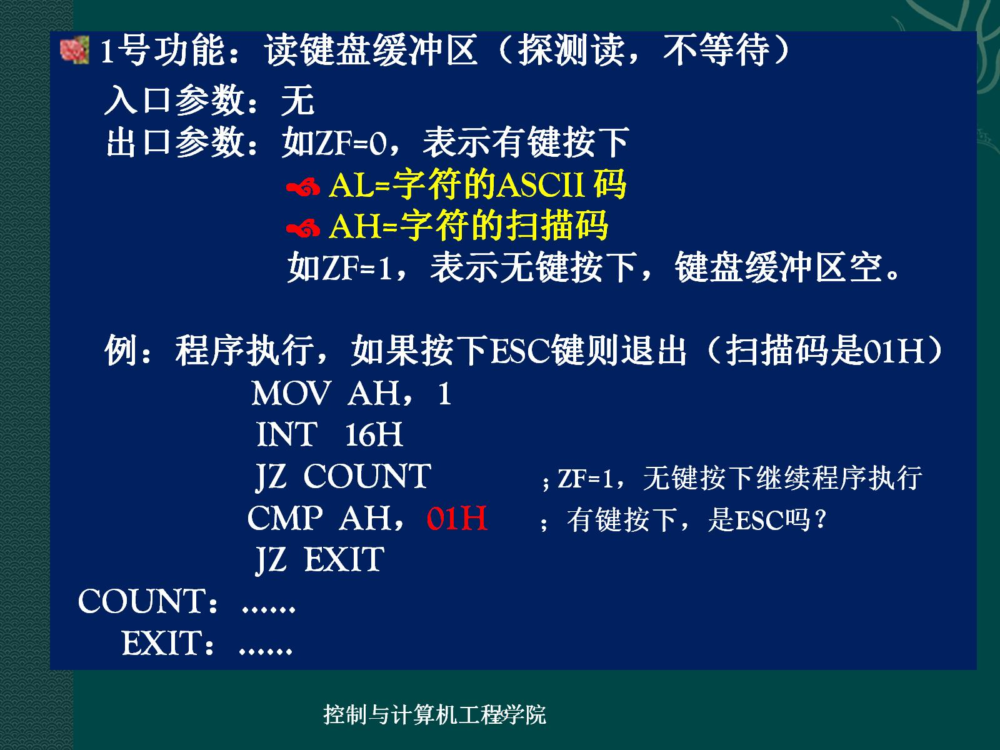 1号功能：读键盘缓冲区（探测读，不等待）
入口参数：无
出口参数：如ZF=0，表示有键按下
AL=字符的ASCII 码
AH=字符的扫描码
如ZF=1，表示无键按下，键盘缓冲区空。
例：程序执行，如果按下ESC键则退出（扫描码是01H）
MOV AH，1
INT 16H
JZ COUNT ;ZF=1，无键按下继续程序执行
CMP AH，01H ；有键按下，是ESC吗？
JZ EXIT
COUNT：......
EXIT：......
控制与计算机工程学院